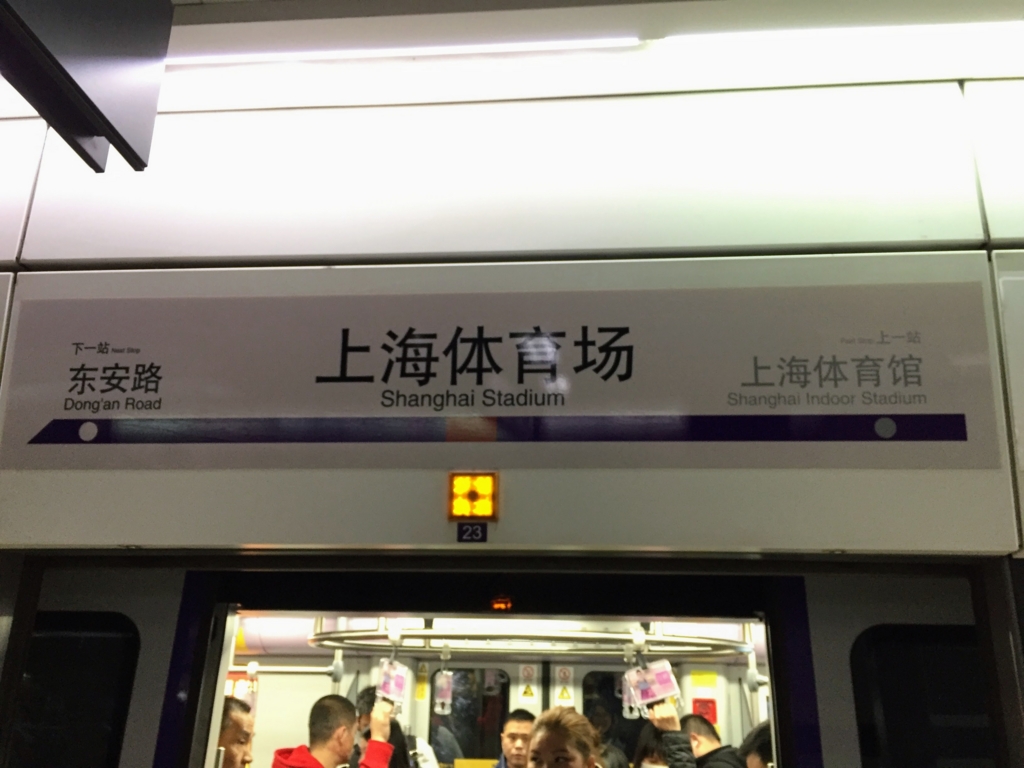 下一站 Next Stop
东安路
Dong'an Road
上海体育场
Shanghai Stadium
Past Stop 上一站
上海体育馆
Shanghai Indoor Stadium
23